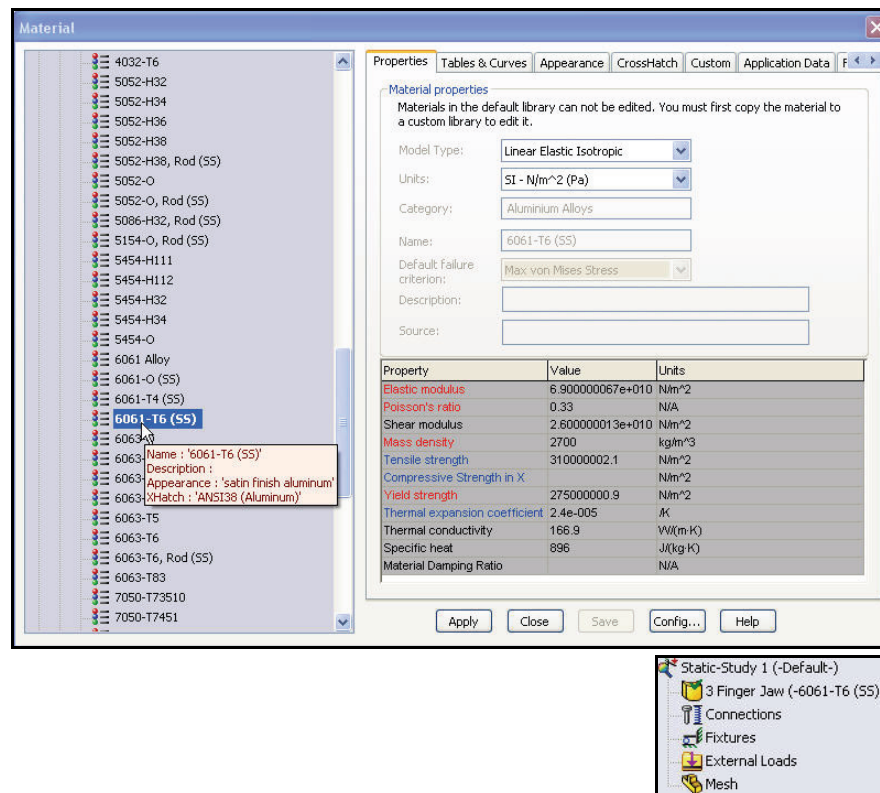 Material
4032-T6
5052-H32
5052-H34
5052-H36
5052-H38
5052-H38, Rod (SS)
5052-O
5052-O, Rod (SS)
5086-H32, Rod (SS)
5154-O, Rod (SS)
5454-H111
5454-H112
5454-H32
5454-H34
5454-O
6061 Alloy
6061-O (SS)
6061-T4 (SS)
6061-T6 (SS)
6063-
6063-
6063-
6063-
6063-T5
6063-T6
6063-T6, Rod (SS)
6063-T83
7050-T73510
7050-T7451
Name : '6061-T6 (SS)'
Description :
Appearance : 'satin finish aluminum'
XHatch : 'ANSI38 (Aluminum)'
Properties Tables & Curves Appearance CrossHatch Custom Application Data F
Material properties
Materials in the default library can not be edited. You must first copy the material to
a custom library to edit it.
Model Type: Linear Elastic Isotropic
Units: SI - N/m^2 (Pa)
Category: Aluminium Alloys
Name: 6061-T6 (SS)
Default failure
criterion: Max von Mises Stress
Description:
Source:
Property Value Units
Elastic modulus 6.900000067e+010 N/m^2
Poisson's ratio 0.33 N/A
Shear modulus 2.600000013e+010 N/m^2
Mass density 2700 kg/m^3
Tensile strength 310000002.1 N/m^2
Compressive Strength in X N/m^2
Yield strength 275000000.9 N/m^2
Thermal expansion coefficient 2.4e-005 /K
Thermal conductivity 166.9 W/(m·K)
Specific heat 896 J/(kg·K)
Material Damping Ratio N/A
Apply Close Save Config... Help
Static-Study 1 (-Default-)
3 Finger Jaw (-6061-T6 (SS)
Connections
Fixtures
External Loads
Mesh